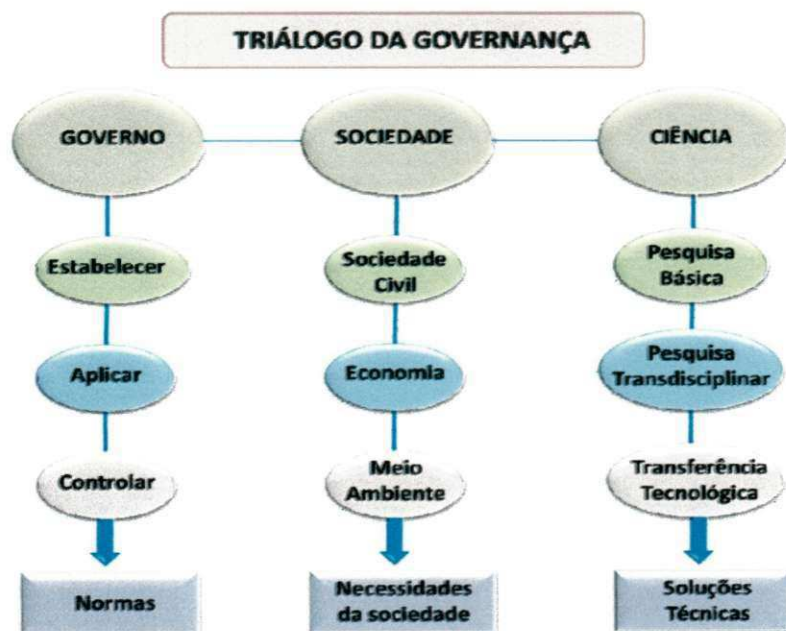 TRIÁLOGO DA GOVERNANÇA
GOVERNO
SOCIEDADE
CIÊNCIA
Estabelecer
Sociedade
Civil
Pesquisa
Básica
Aplicar
Economia
Pesquisa
Transdisciplinar
Controlar
Meio
Ambiente
Transferência
Tecnológica
Normas
Necessidades
da sociedade
Soluções
Técnicas